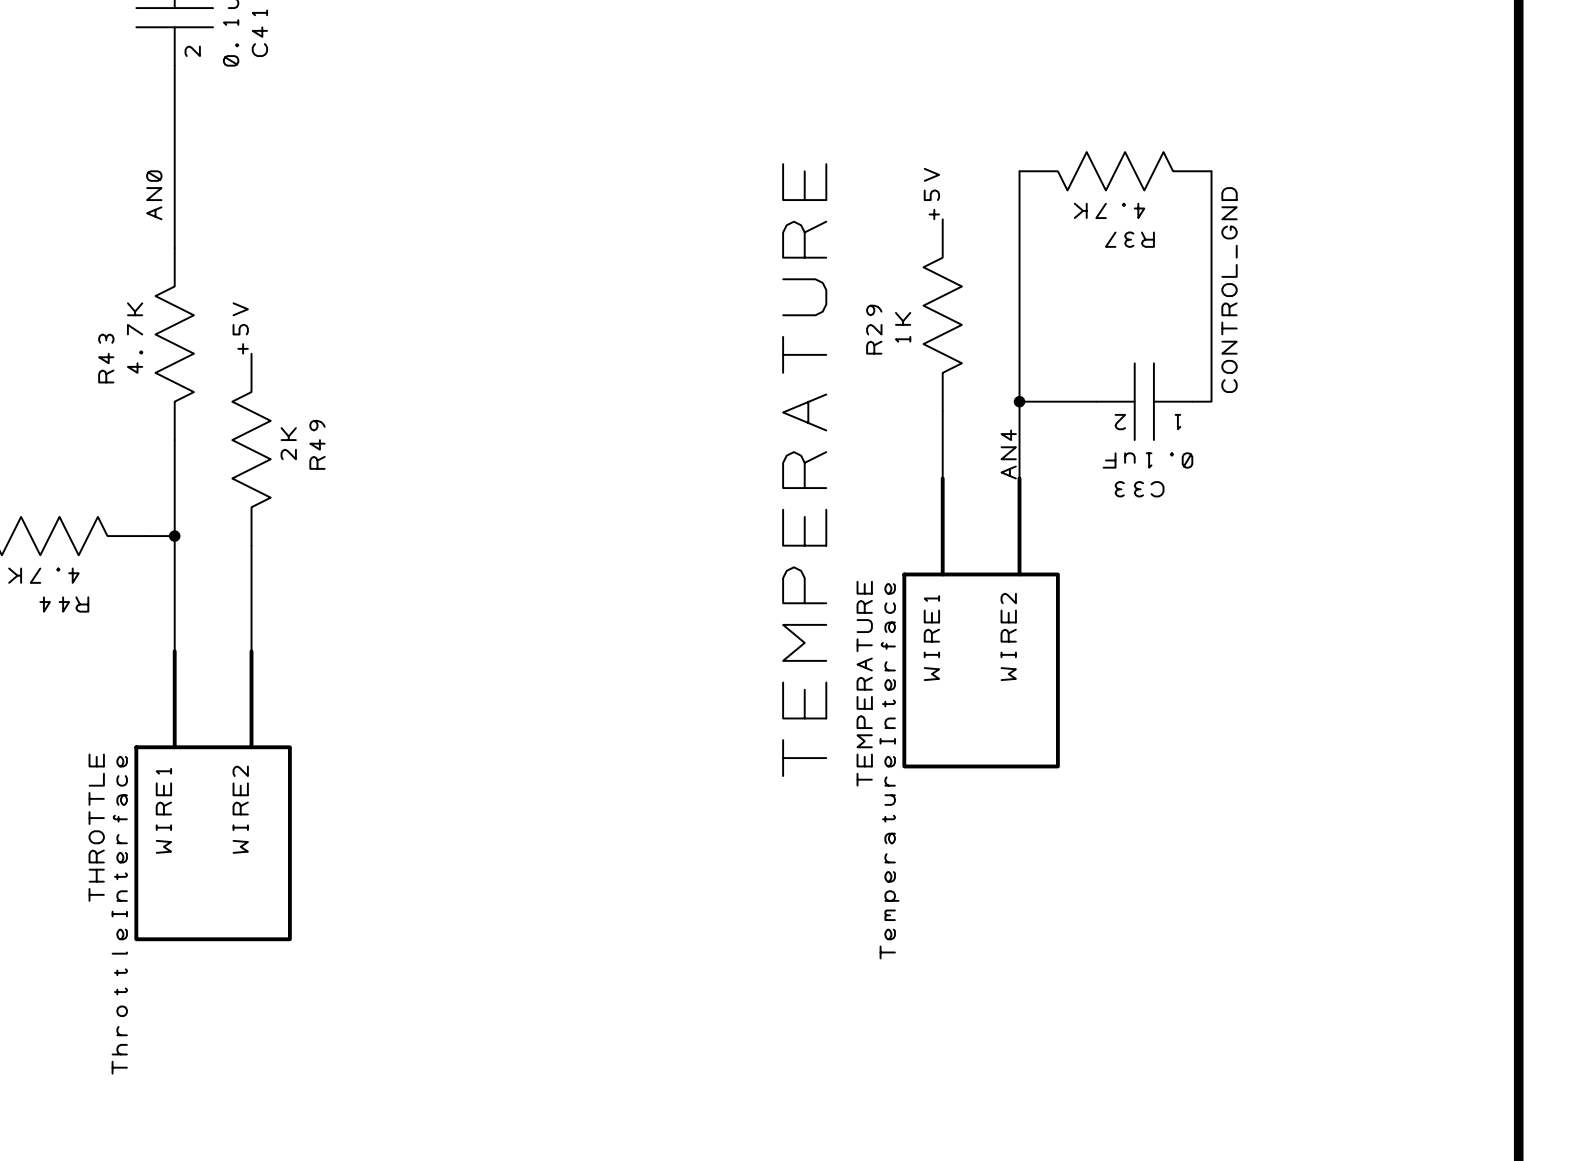 2
0.1u
C41
AN0
R43
4.7K
+5V
2K
R49
4.7K
R44
THROTTLE
ThrottleInterface
WIRE1
WIRE2
TEMPERATURE
+5V
R29
1K
4.7K
R37
CONTROL_GND
AN4
2
1
0.1uF
C33
TEMPERATURE
TemperatureInterface
WIRE1
WIRE2